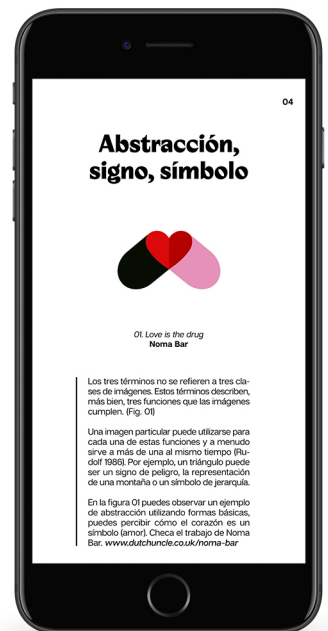 04
Abstracción,
signo, símbolo
01. Love is the drug
Noma Bar
Los tres términos no se refieren a tres cla-
ses de imágenes. Estos términos describen,
más bien, tres funciones que las imágenes
cumplen. (Fig. 01)
Una imagen particular puede utilizarse para
cada una de estas funciones y a menudo
sirve a más de una al mismo tiempo (Ru-
dolf 1986). Por ejemplo, un triángulo puede
ser un signo de peligro, la representación
de una montaña o un símbolo de jerarquía.
En la figura 01 puedes observar un ejemplo
de abstracción utilizando formas básicas,
puedes percibir cómo el corazón es un
símbolo (amor). Checa el trabajo de Noma
Bar. www.dutchuncle.co.uk/noma-bar